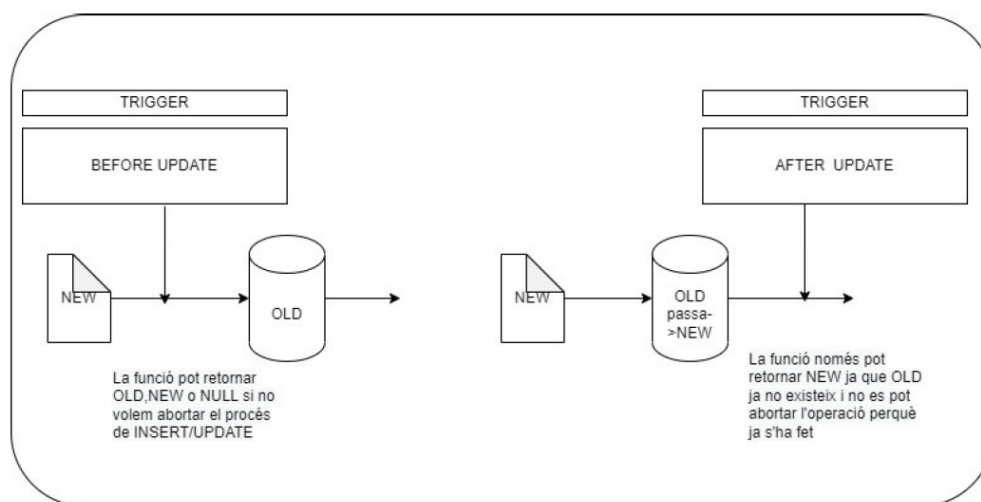 TRIGGER
BEFORE UPDATE
NEW
OLD
La funció pot retornar
OLD,NEW o NULL si no
volem abortar el procés
de INSERT/UPDATE
TRIGGER
AFTER UPDATE
NEW
OLD
passa-
>NEW
La funció només pot
retornar NEW ja que OLD
ja no existeix i no es pot
abortar l'operació perquè
ja s'ha fet